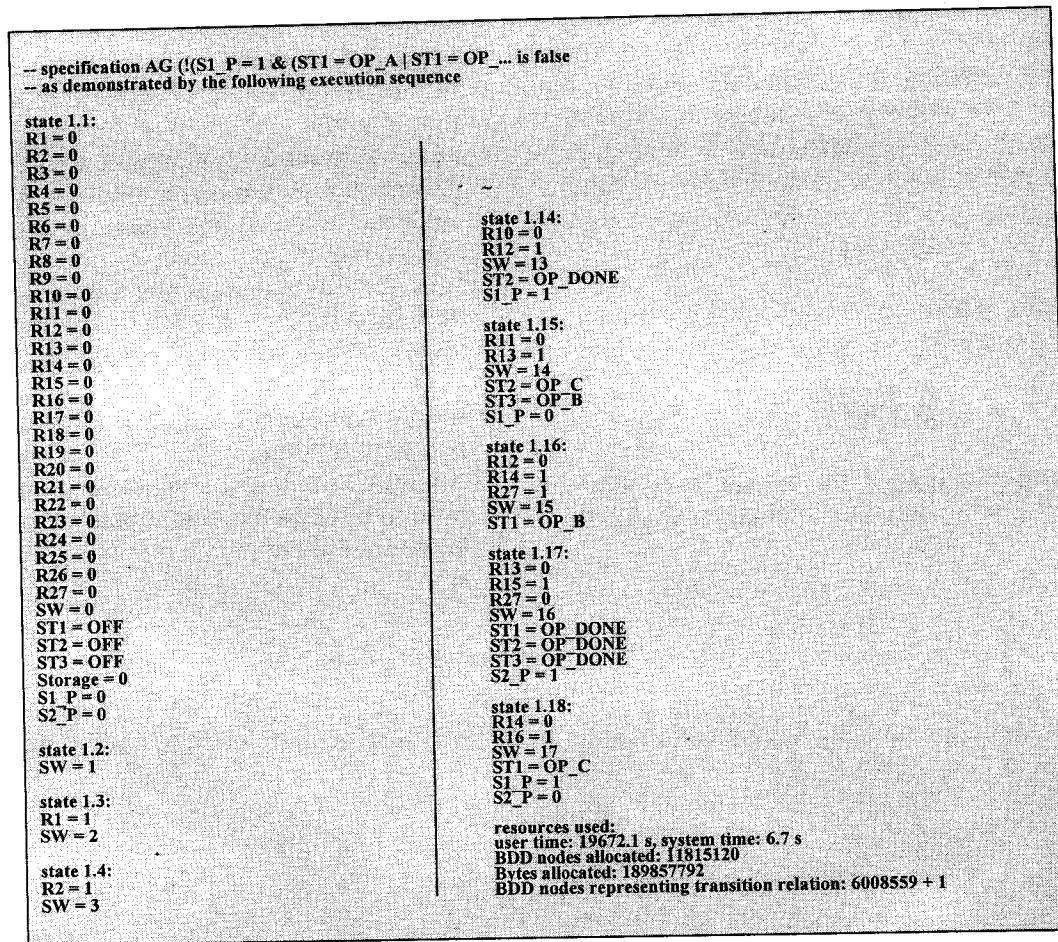 -- specification AG (!(S1_P = 1 & (ST1 = OP_A | ST1 = OP_... is false
-- as demonstrated by the following execution sequence
state 1.1:
R1 = 0
R2 = 0
R3 = 0
R4 = 0
R5 = 0
R6 = 0
R7 = 0
R8 = 0
R9 = 0
R10 = 0
R11 = 0
R12 = 0
R13 = 0
R14 = 0
R15 = 0
R16 = 0
R17 = 0
R18 = 0
R19 = 0
R20 = 0
R21 = 0
R22 = 0
R23 = 0
R24 = 0
R25 = 0
R26 = 0
R27 = 0
SW = 0
ST1 = OFF
ST2 = OFF
ST3 = OFF
Storage = 0
S1_P = 0
S2_P = 0
state 1.2:
SW = 1
state 1.3:
R1 = 1
SW = 2
state 1.4:
R2 = 1
SW = 3
~
state 1.14:
R10 = 0
R12 = 1
SW = 13
ST2 = OP_DONE
S1_P = 1
state 1.15:
R11 = 0
R13 = 1
SW = 14
ST2 = OP_C
ST3 = OP_B
S1_P = 0
state 1.16:
R12 = 0
R14 = 1
R27 = 1
SW = 15
ST1 = OP_B
state 1.17:
R13 = 0
R15 = 1
R27 = 0
SW = 16
ST1 = OP_DONE
ST2 = OP_DONE
ST3 = OP_DONE
S2_P = 1
state 1.18:
R14 = 0
R16 = 1
SW = 17
ST1 = OP_C
S1_P = 1
S2_P = 0
resources used:
user time: 19672.1 s, system time: 6.7 s
BDD nodes allocated: 11815120
Bytes allocated: 189857792
BDD nodes representing transition relation: 6008559 + 1